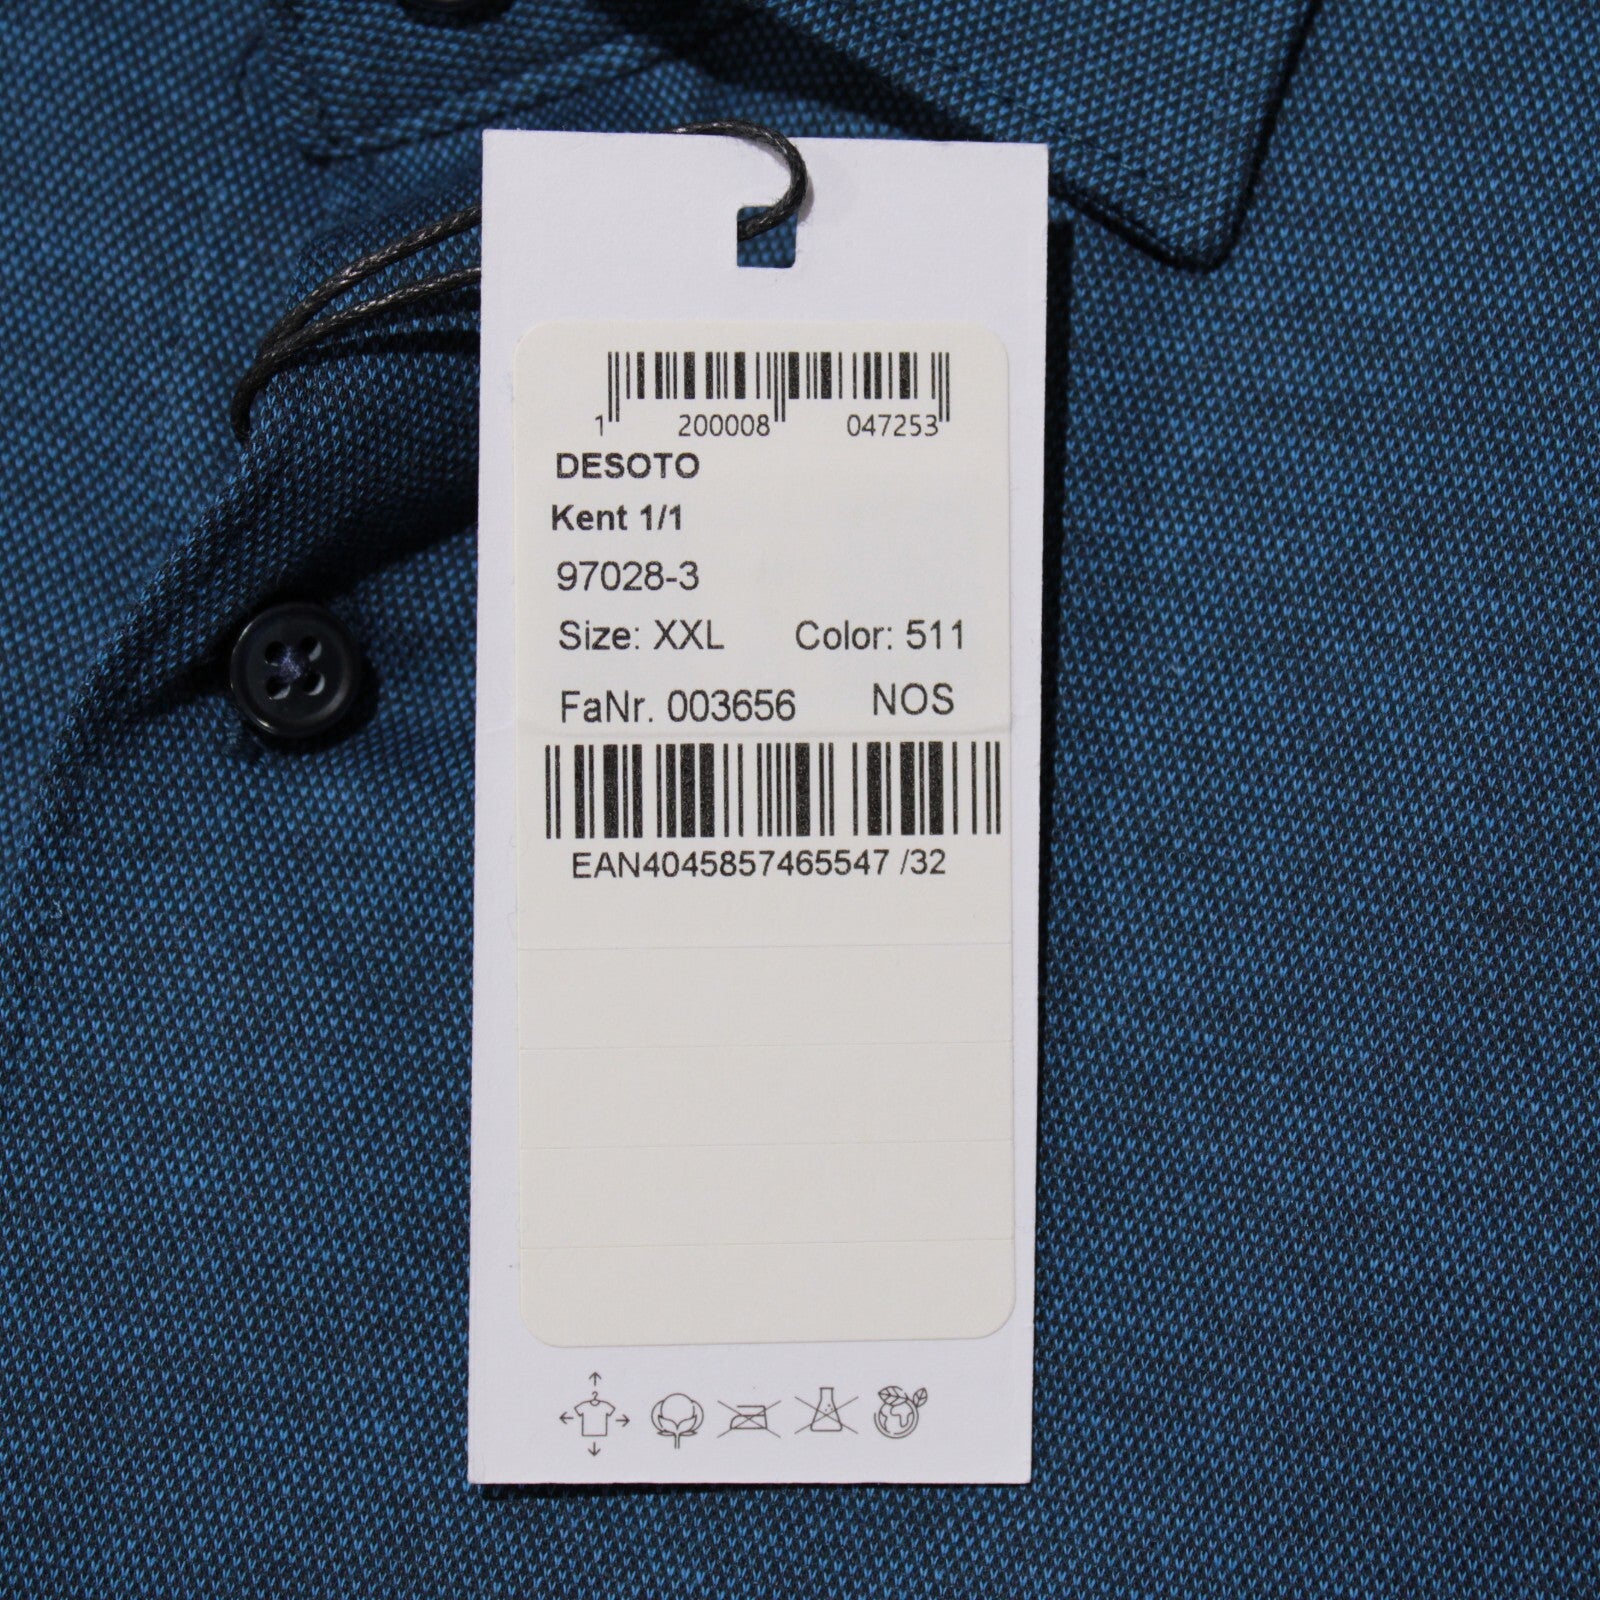 1 200008 047253
DESOTO
Kent 1/1
97028-3
Size: XXL Color: 511
FaNr. 003656 NOS
EAN4045857465547 /32